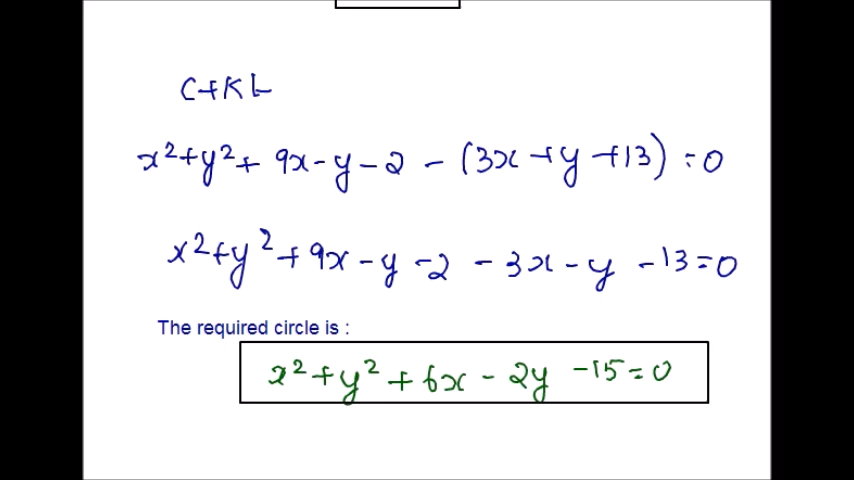 C+KL
x²+y²+ 9x-y-2 - (3x+y+13) =0
x²+y²+9x-y-2 -3x-y-13=0
The required circle is :
x²+y²+6x-2y-15=0